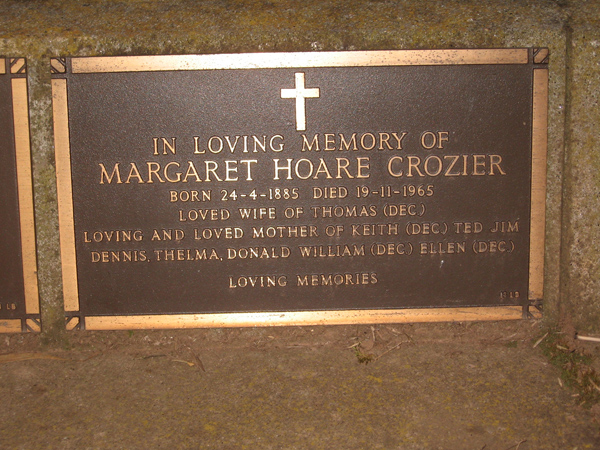 IN LOVING MEMORY OF
MARGARET HOARE CROZIER
BORN 24-4-1885 DIED 19-11-1965
LOVED WIFE OF THOMAS (DEC.)
LOVING AND LOVED MOTHER OF KEITH (DEC) TED JIM
DENNIS, THELMA, DONALD WILLIAM (DEC) ELLEN (DEC)
LOVING MEMORIES